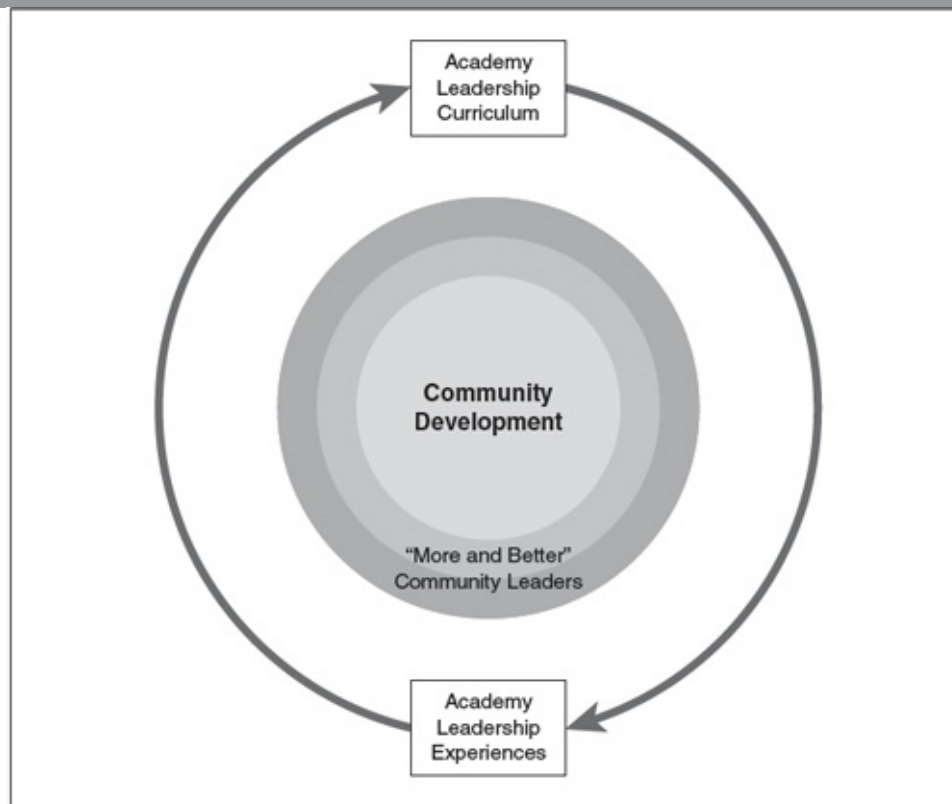 Academy
Leadership
Curriculum
Community
Development
“More and Better”
Community Leaders
Academy
Leadership
Experiences